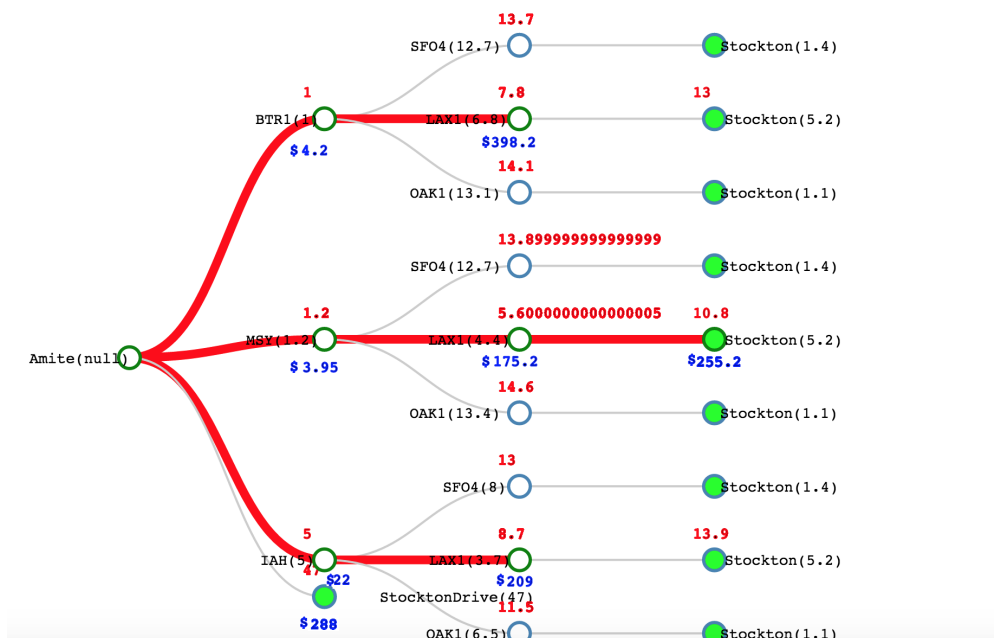 13.7
SFO4(12.7)
Stockton(1.4)
1
7.8
13
BTR1(1)
LAX1(6.8)
Stockton(5.2)
$4.2
$398.2
14.1
OAK1(13.1)
Stockton(1.1)
13.899999999999999
SFO4(12.7)
Stockton(1.4)
1.2
5.6000000000000005
10.8
MSY(1.2)
LAX1(4.4)
Stockton(5.2)
Amite(null)
$3.95
$175.2
$255.2
14.6
OAK1(13.4)
Stockton(1.1)
13
SFO4(8)
Stockton(1.4)
5
8.7
13.9
IAH(5)
LAX1(3.7)
Stockton(5.2)
47
$22
$209
StocktonDrive(47)
11.5
$288
OAK1(6.5)
Stockton(1.1)